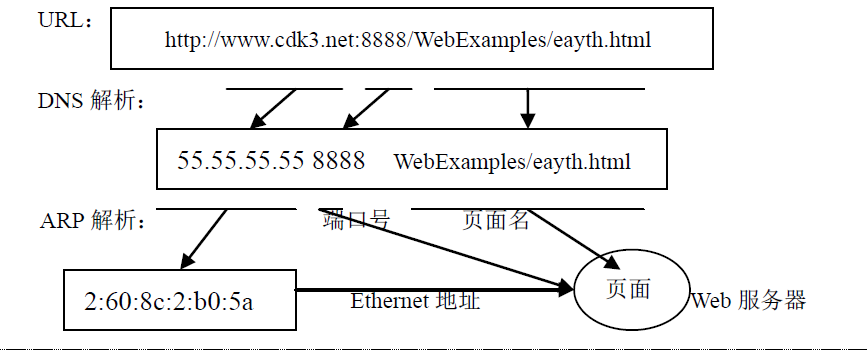 URL：
http://www.cdk3.net:8888/WebExamples/eayth.html
DNS 解析：
55.55.55.55 8888 WebExamples/eayth.html
ARP 解析： 端口号 页面名
2:60:8c:2:b0:5a Ethernet 地址 页面 Web 服务器